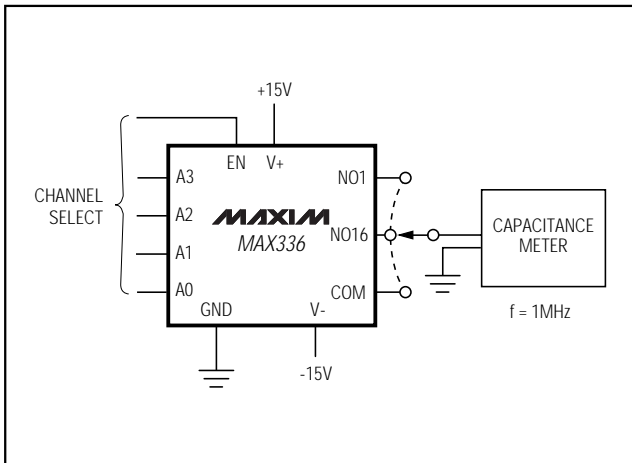 +15V
EN
V+
CHANNEL
SELECT
A3
A2
A1
A0
MAXIM
MAX336
NO1
NO16
COM
GND
V-
-15V
CAPACITANCE
METER
f = 1MHz